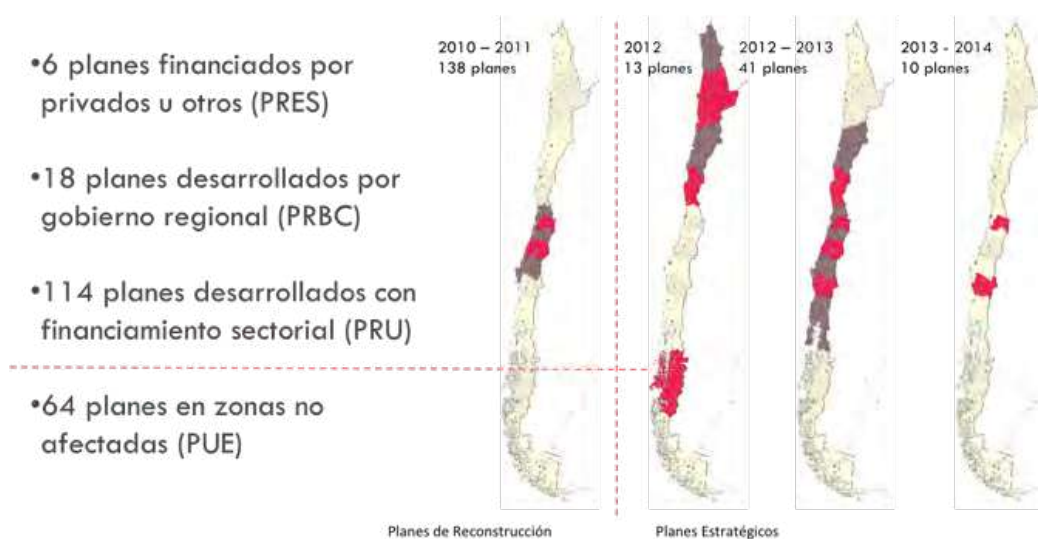 •6 planes financiados por
privados u otros (PRES)
•18 planes desarrollados por
gobierno regional (PRBC)
•114 planes desarrollados con
financiamiento sectorial (PRU)
•64 planes en zonas no
afectadas (PUE)
2010 – 2011
138 planes
2012
13 planes
2012 – 2013
41 planes
2013 - 2014
10 planes
Planes de Reconstrucción
Planes Estratégicos